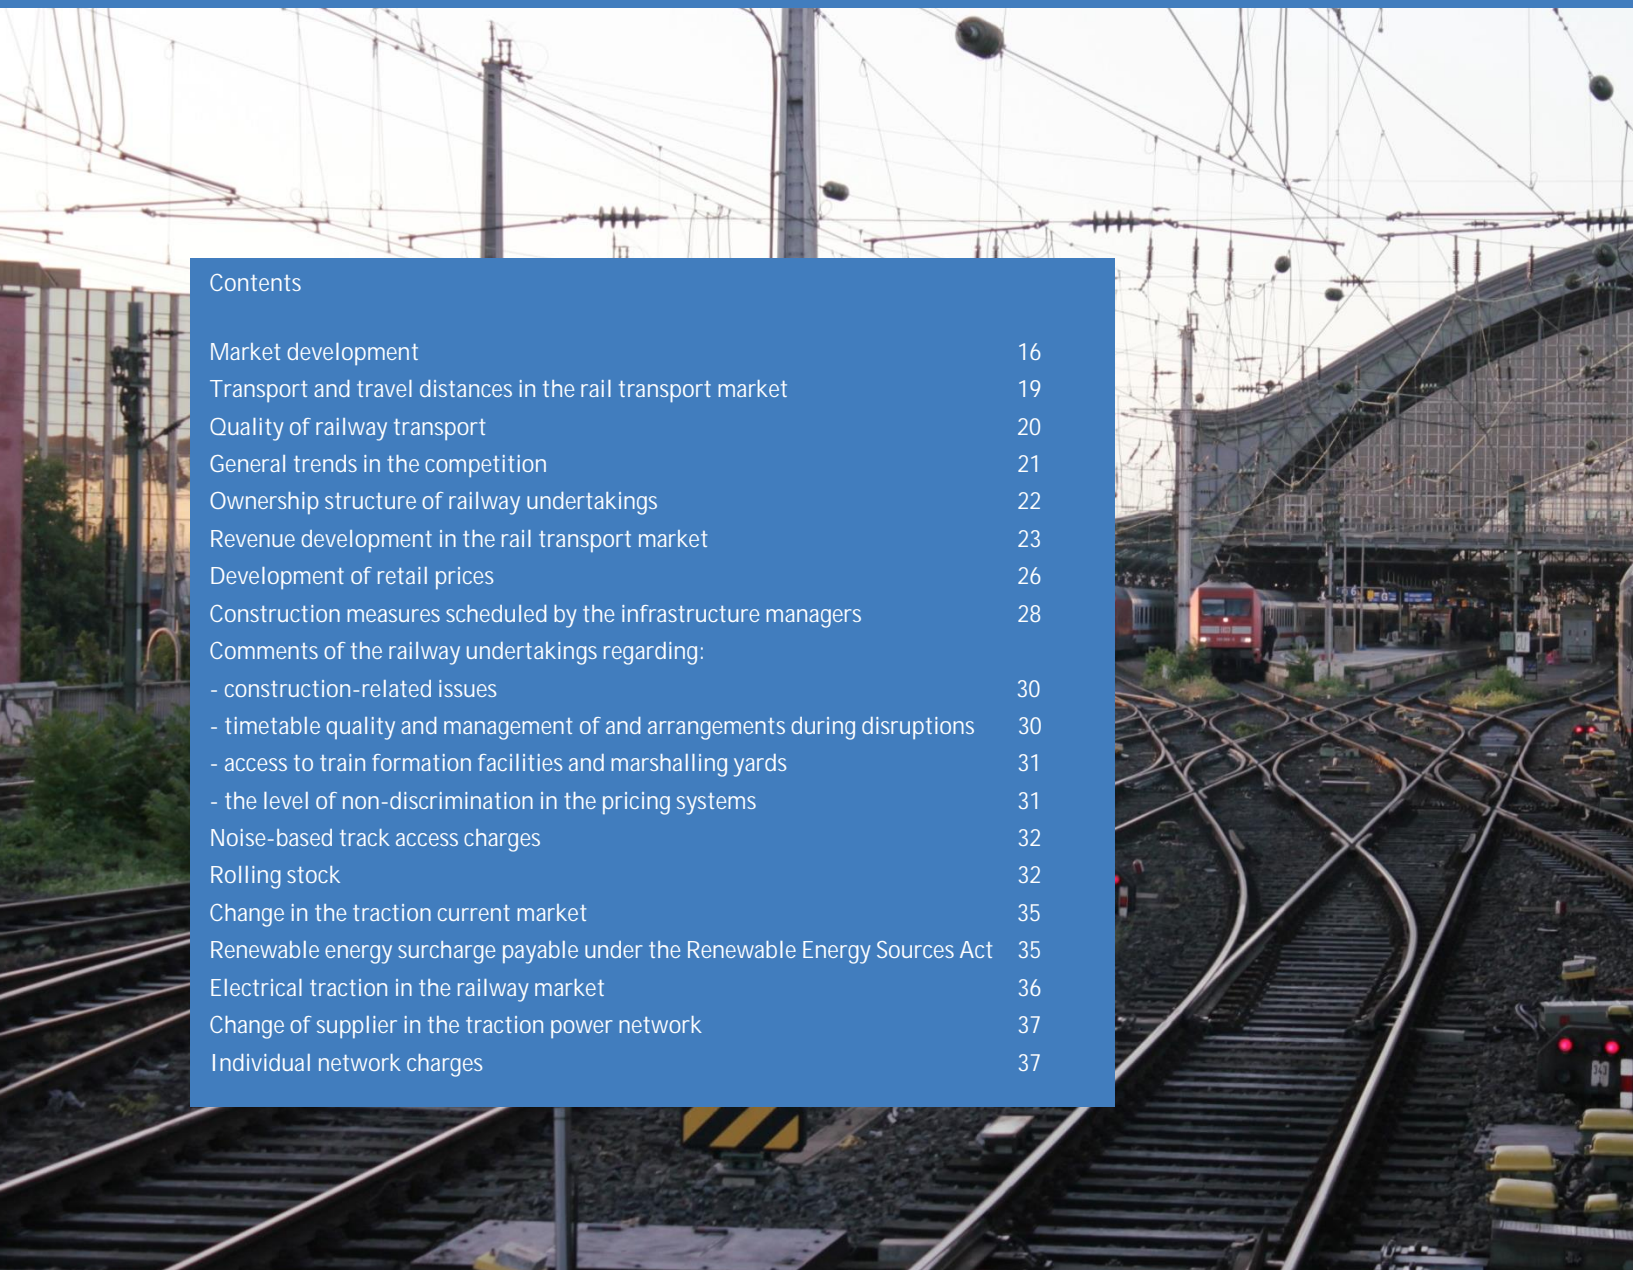 Contents
Market development 16
Transport and travel distances in the rail transport market 19
Quality of railway transport 20
General trends in the competition 21
Ownership structure of railway undertakings 22
Revenue development in the rail transport market 23
Development of retail prices 26
Construction measures scheduled by the infrastructure managers 28
Comments of the railway undertakings regarding:
- construction-related issues 30
- timetable quality and management of and arrangements during disruptions 30
- access to train formation facilities and marshalling yards 31
- the level of non-discrimination in the pricing systems 31
Noise-based track access charges 32
Rolling stock 32
Change in the traction current market 35
Renewable energy surcharge payable under the Renewable Energy Sources Act 35
Electrical traction in the railway market 36
Change of supplier in the traction power network 37
Individual network charges 37